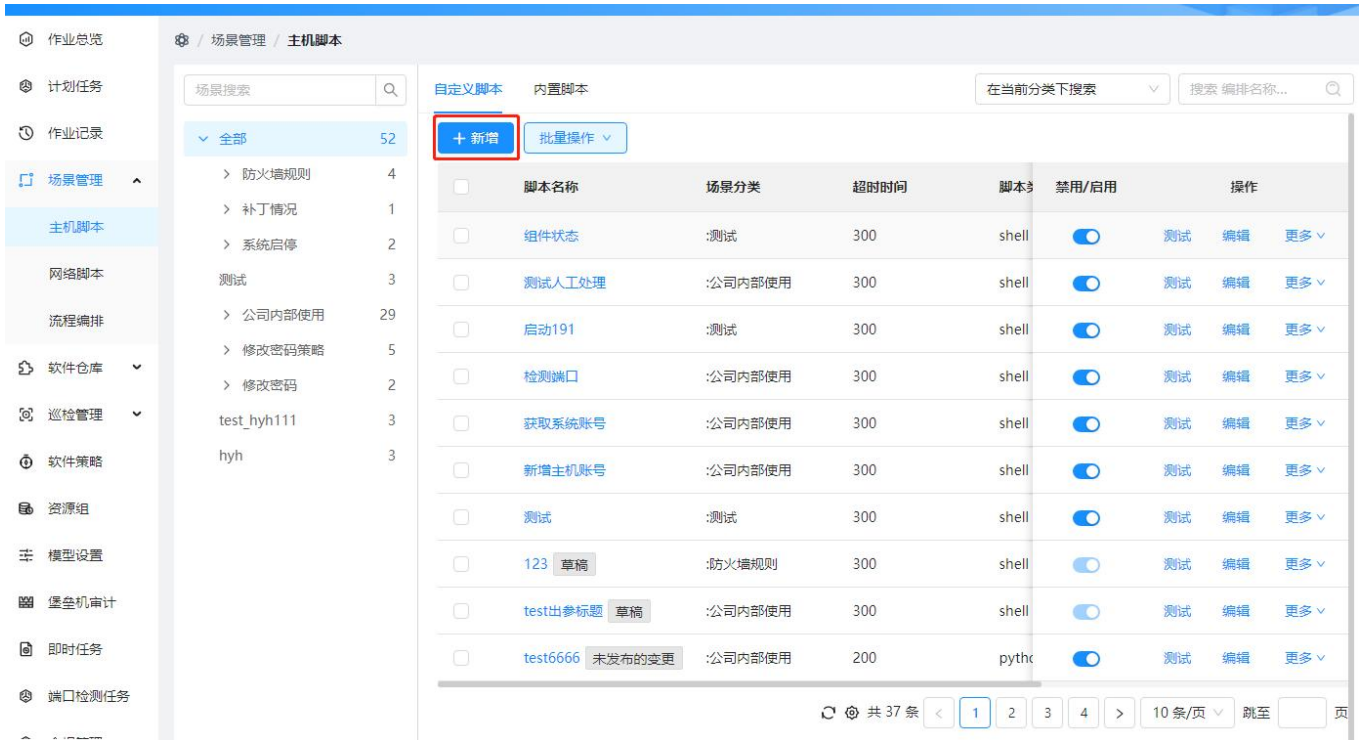 作业总览
计划任务
作业记录
场景管理
主机脚本
网络脚本
流程编排
软件仓库
巡检管理
软件策略
资源组
模型设置
堡垒机审计
即时任务
端口检测任务
/ 场景管理 / 主机脚本
场景搜索
全部 52
防火墙规则 4
补丁情况 1
系统启停 2
测试 3
公司内部使用 29
修改密码策略 5
修改密码 2
test_hyh111 3
hyh 3
自定义脚本 内置脚本 在当前分类下搜索 搜索 编排名称...
+ 新增 批量操作
脚本名称 场景分类 超时时间 脚本 禁用/启用 操作
组件状态 :测试 300 shell 测试 编辑 更多
测试人工处理 :公司内部使用 300 shell 测试 编辑 更多
启动191 :测试 300 shell 测试 编辑 更多
检测端口 :公司内部使用 300 shell 测试 编辑 更多
获取系统账号 :公司内部使用 300 shell 测试 编辑 更多
新增主机账号 :公司内部使用 300 shell 测试 编辑 更多
测试 :测试 300 shell 测试 编辑 更多
123 草稿 :防火墙规则 300 shell 测试 编辑 更多
test出参标题 草稿 :公司内部使用 300 shell 测试 编辑 更多
test6666 未发布的变更 :公司内部使用 200 pytho 测试 编辑 更多
共 37 条 < 1 2 3 4 > 10 条/页 跳至 页